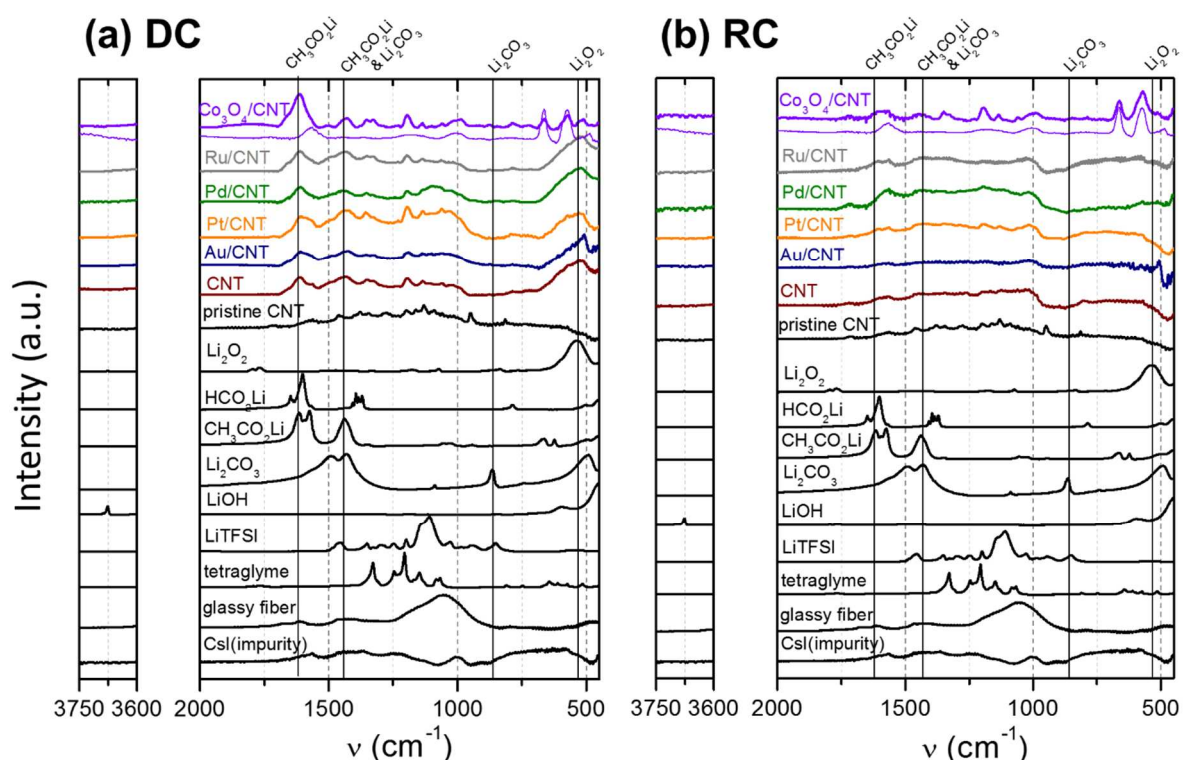 (a) DC
CH₃CO₂Li
CH₃CO₂Li
& Li₂CO₃
Li₂CO₃
Li₂O₂
Co₃O₄/CNT
Ru/CNT
Pd/CNT
Pt/CNT
Au/CNT
CNT
pristine CNT
Li₂O₂
HCO₂Li
CH₃CO₂Li
Li₂CO₃
LiOH
LiTFSI
tetraglyme
glassy fiber
CsI(impurity)
Intensity (a.u.)
3750 3600 2000 1500 1000 500
ν (cm⁻¹)
(b) RC
CH₃CO₂Li
CH₃CO₂Li
& Li₂CO₃
Li₂CO₃
Li₂O₂
Co₃O₄/CNT
Ru/CNT
Pd/CNT
Pt/CNT
Au/CNT
CNT
pristine CNT
Li₂O₂
HCO₂Li
CH₃CO₂Li
Li₂CO₃
LiOH
LiTFSI
tetraglyme
glassy fiber
CsI(impurity)
3750 3600 2000 1500 1000 500
ν (cm⁻¹)